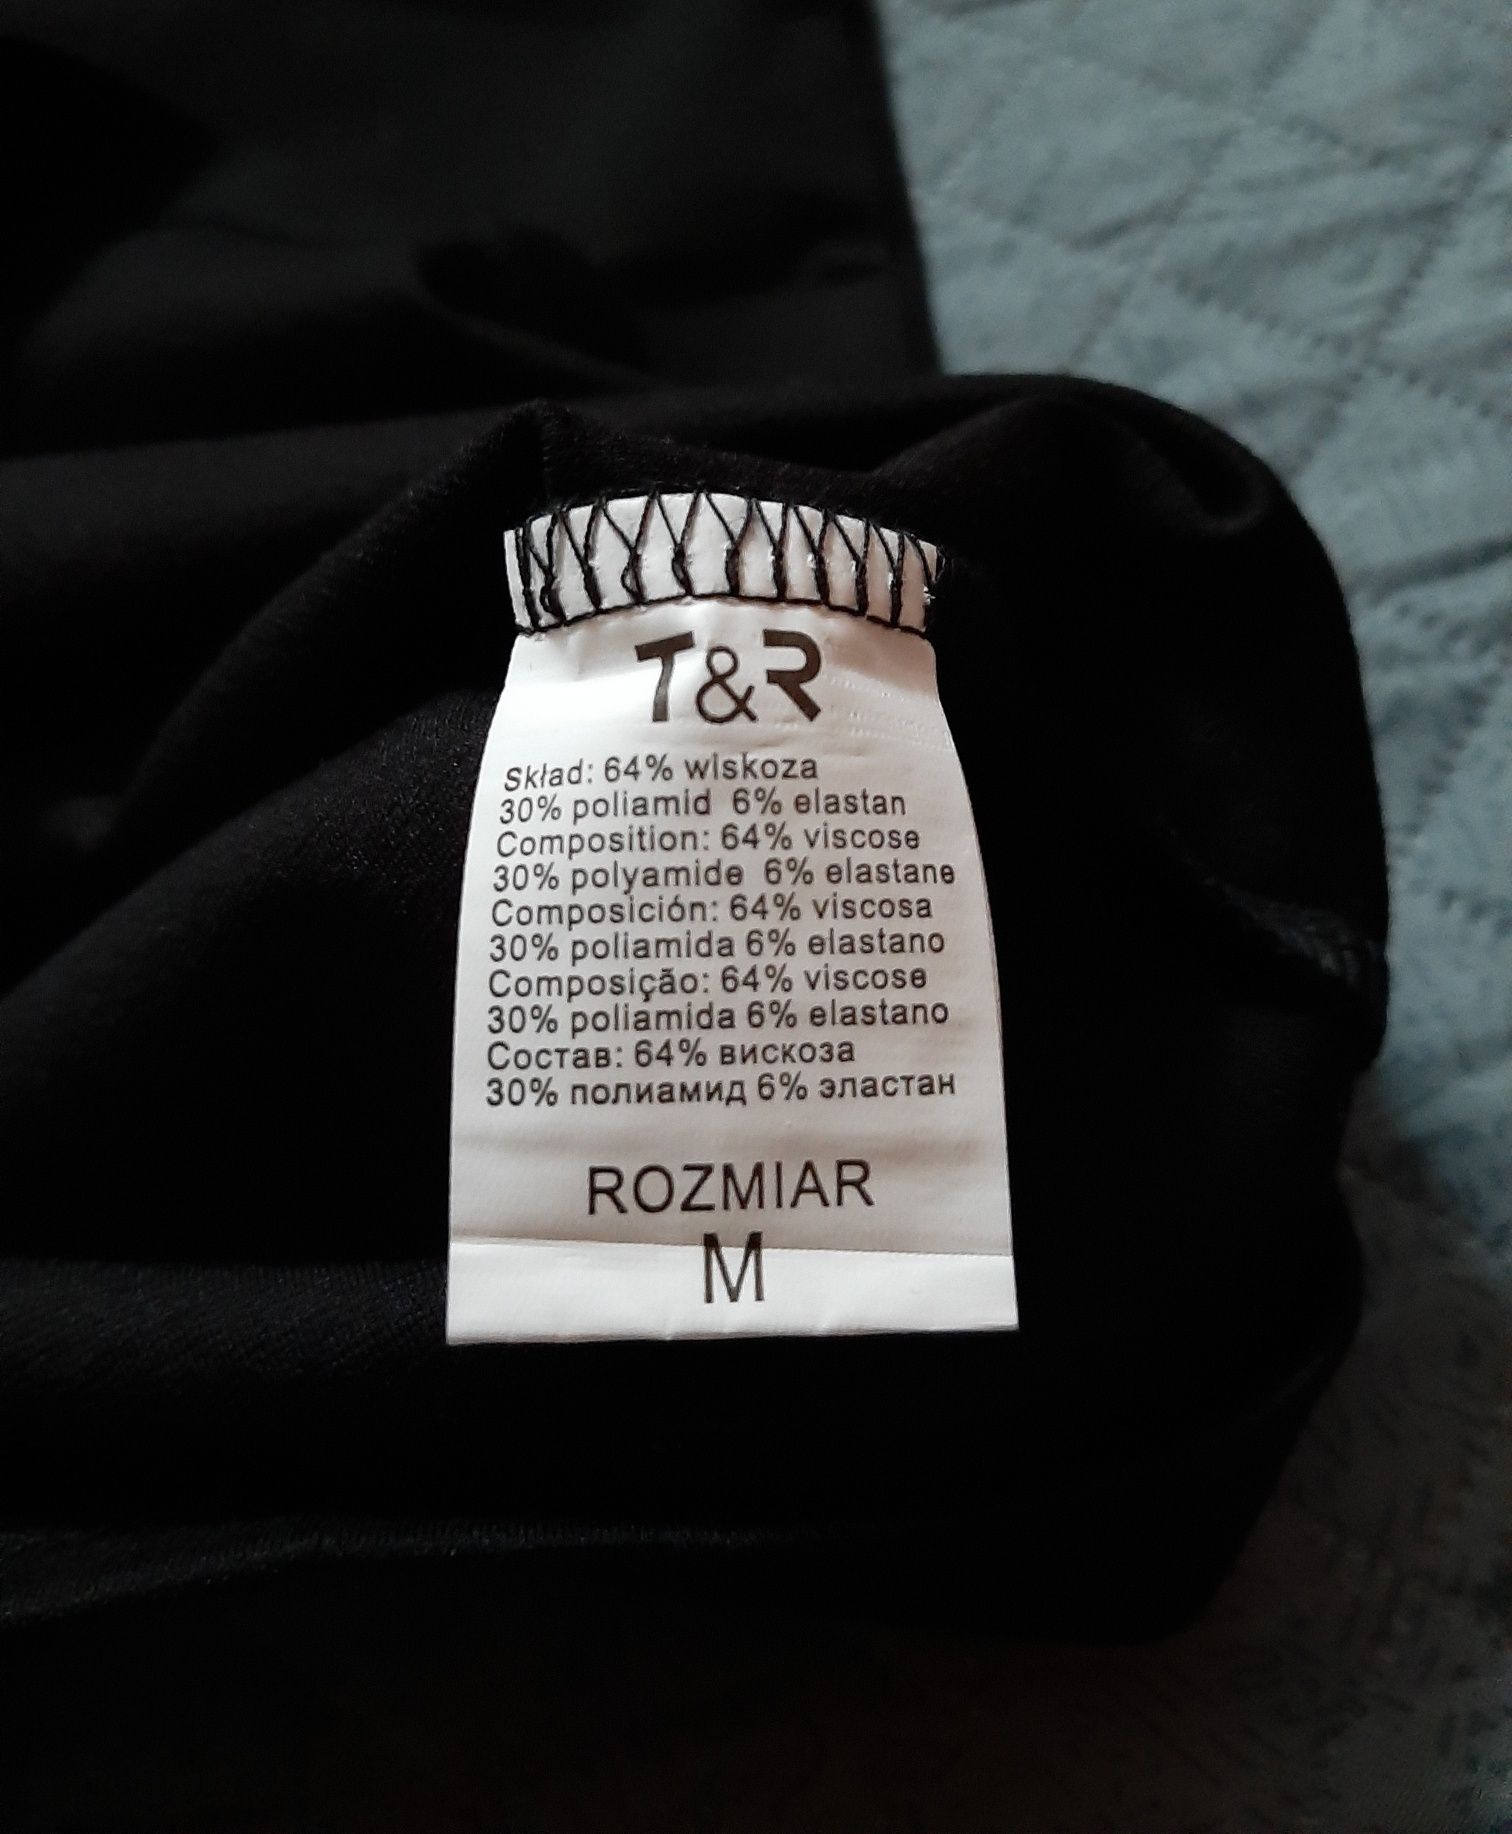 T&R
Skład: 64% wiskoza
30% poliamid 6% elastan
Composition: 64% viscose
30% polyamide 6% elastane
Composición: 64% viscosa
30% poliamida 6% elastano
Composição: 64% viscose
30% poliamida 6% elastano
Состав: 64% вискоза
30% полиамид 6% эластан
ROZMIAR
M